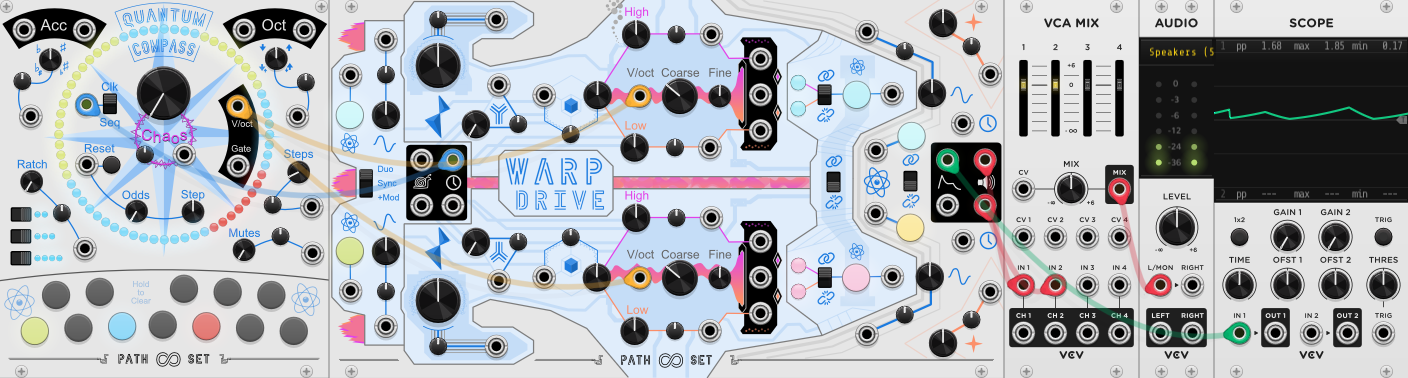 Acc
QUANTUM
COMPASS
Oct
Clk
Seq
Chaos
V/oct
Gate
Reset
Ratch
Steps
Odds
Step
Mutes
Hold
to
Clear
PATH SET
Duo
Sync
+Mod
High
V/oct Coarse Fine
Low
WARP
DRIVE
High
V/oct Coarse Fine
Low
PATH SET
VCA MIX
1 2 3 4
+6
0
-∞
MIX
CV
-∞ +6
MIX
CV 1 CV 2 CV 3 CV 4
IN 1 IN 2 IN 3 IN 4
CH 1 CH 2 CH 3 CH 4
VCV
AUDIO
Speakers (5
0
-3
-6
-12
-24
-36
LEVEL
-∞ +6
L/MON RIGHT
LEFT RIGHT
VCV
SCOPE
1 pp 1.68 max 1.85 min 0.17
2 pp --- max --- min ---
1x2 GAIN 1 GAIN 2 TRIG
TIME OFST 1 OFST 2 THRES
IN 1 OUT 1 IN 2 OUT 2 TRIG
VCV